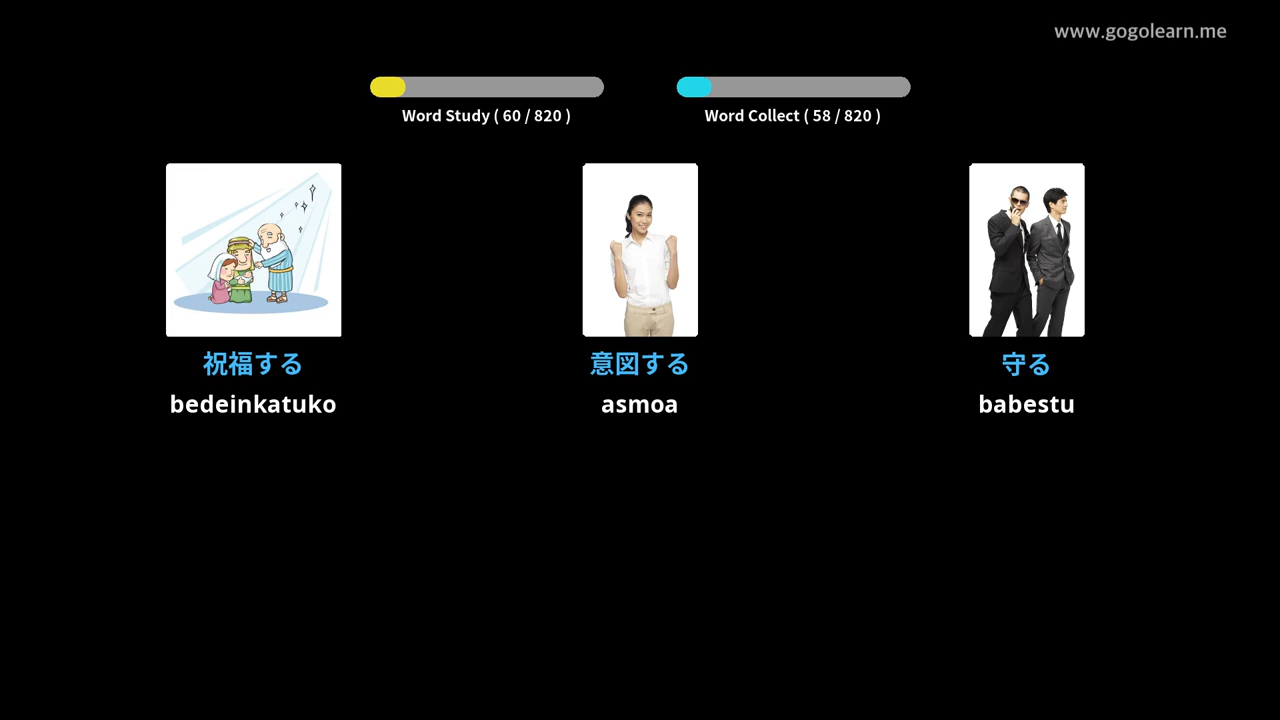 www.gogolearn.me
Word Study ( 60 / 820 )
Word Collect ( 58 / 820 )
祝福する
bedeinkatuko
意図する
asmoa
守る
babestu